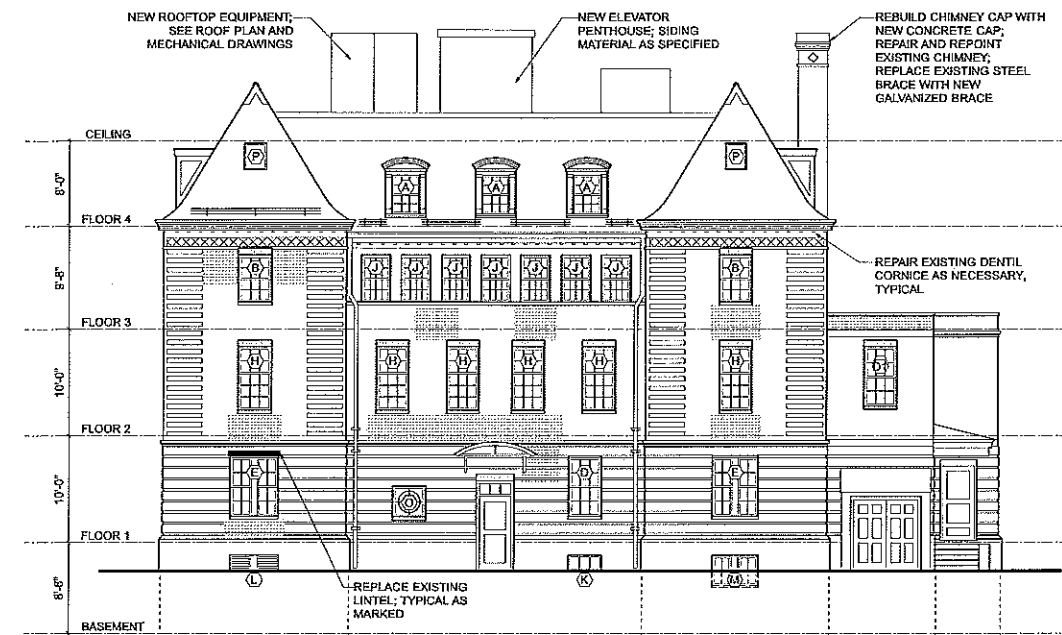 NEW ROOFTOP EQUIPMENT;
SEE ROOF PLAN AND
MECHANICAL DRAWINGS
NEW ELEVATOR
PENTHOUSE; SIDING
MATERIAL AS SPECIFIED
REBUILD CHIMNEY CAP WITH
NEW CONCRETE CAP;
REPAIR AND REPOINT
EXISTING CHIMNEY;
REPLACE EXISTING STEEL
BRACE WITH NEW
GALVANIZED BRACE
CEILING
P
P
8'-0"
A
A
A
FLOOR 4
REPAIR EXISTING DENTIL
CORNICE AS NECESSARY,
TYPICAL
9'-8"
B
J
J
J
J
J
J
J
B
FLOOR 3
10'-0"
H
H
H
H
H
H
FLOOR 2
10'-0"
E
D
E
O
FLOOR 1
8'-6"
L
K
M
REPLACE EXISTING
LINTEL; TYPICAL AS
MARKED
BASEMENT